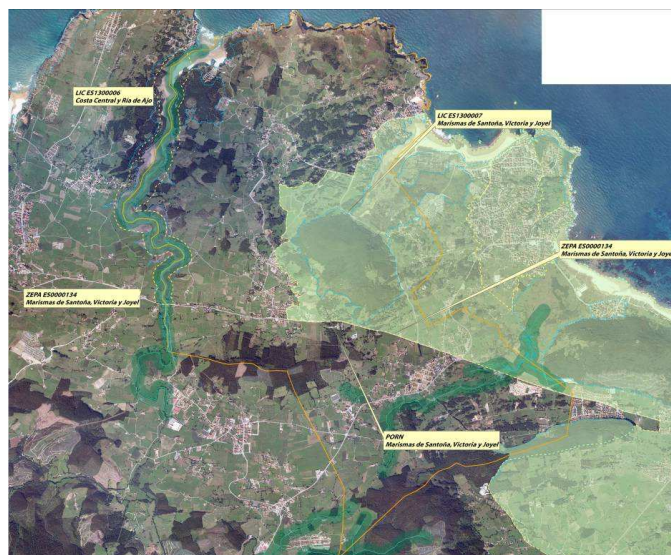 LIC ES1300006
Costa Central y Ría de Ajo
LIC ES1300007
Marismas de Santoña, Victoria y Joyel
ZEPA ES0000134
Marismas de Santoña, Victoria y Joyel
ZEPA ES0000134
Marismas de Santoña, Victoria y Joyel
PORN
Marismas de Santoña, Victoria y Joyel